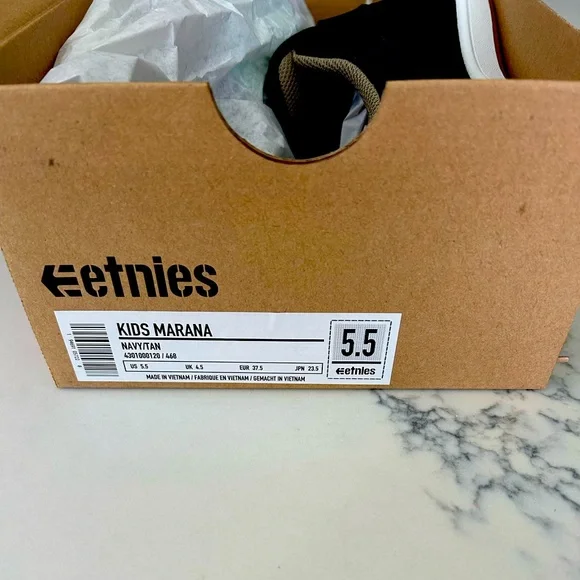 etnies
KIDS MARANA
NAVY/TAN
4301000120 / 468
US 5.5 UK 4.5 EUR 37.5 JPN 23.5
MADE IN VIETNAM / FABRIQUE EN VIETNAM / GEMACHT IN VIETNAM
5.5
etnies